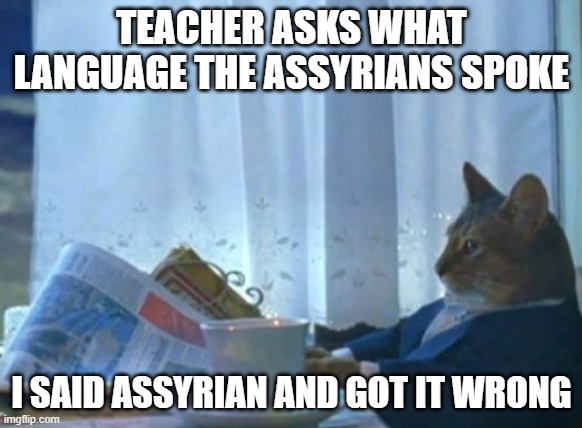 TEACHER ASKS WHAT
LANGUAGE THE ASSYRIANS SPOKE
I SAID ASSYRIAN AND GOT IT WRONG
imgflip.com